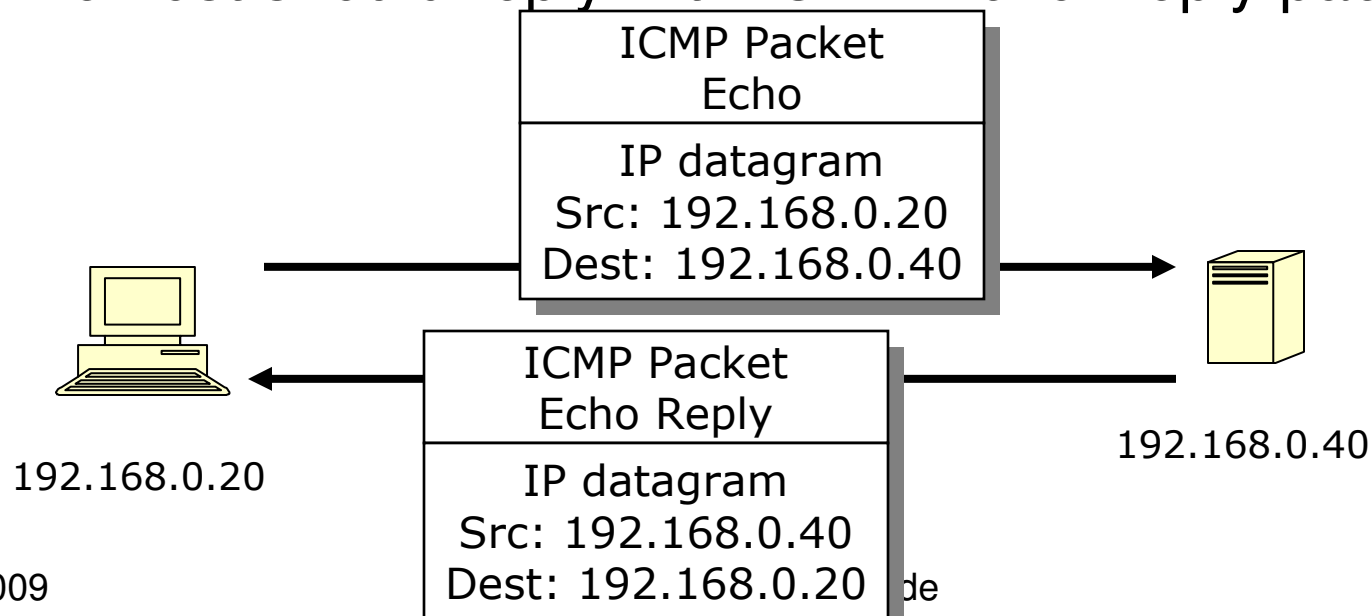 ICMP Packet
Echo
IP datagram
Src: 192.168.0.20
Dest: 192.168.0.40
ICMP Packet
Echo Reply
192.168.0.40
192.168.0.20
IP datagram
Src: 192.168.0.40
009
Dest: 192.168.0.20
de